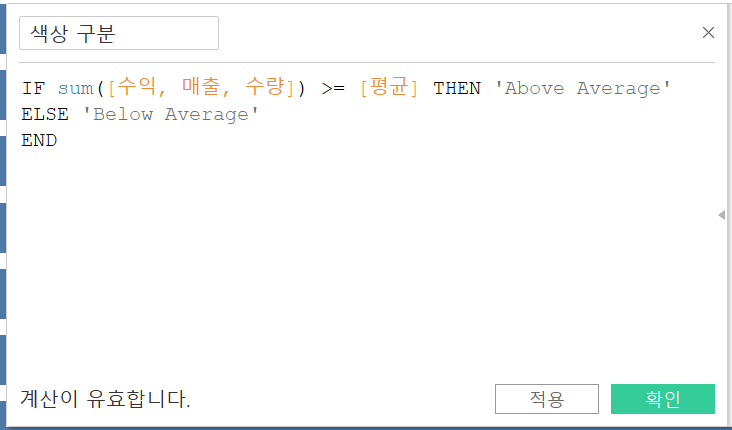 색상 구분
IF sum([수익, 매출, 수량]) >= [평균] THEN 'Above Average'
ELSE 'Below Average'
END
계산이 유효합니다.
적용
확인